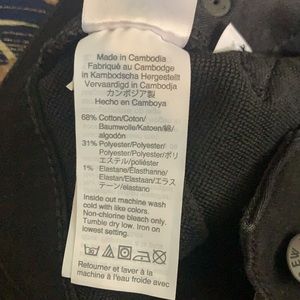 Made in Cambodia
Fabriqué au Cambodge
in Kambodscha Hergestellt
Vervaardigd in Cambodja
カンボジア製
Hecho en Camboya
68% Cotton/Coton/
Baumwolle/Katoen/綿/
algodón
31% Polyester/Polyester/
Polyester/Polyester/ポリ
エステル/poliéster
1% Elastane/Élasthanne/
Elastan/Elastaan/エラス
テーン/elastano
Inside out machine wash
cold with like colors.
Non-chlorine bleach only.
Tumble dry low. Iron on
lowest setting.
30
Retourner et laver à la
machine à l'eau froide avec